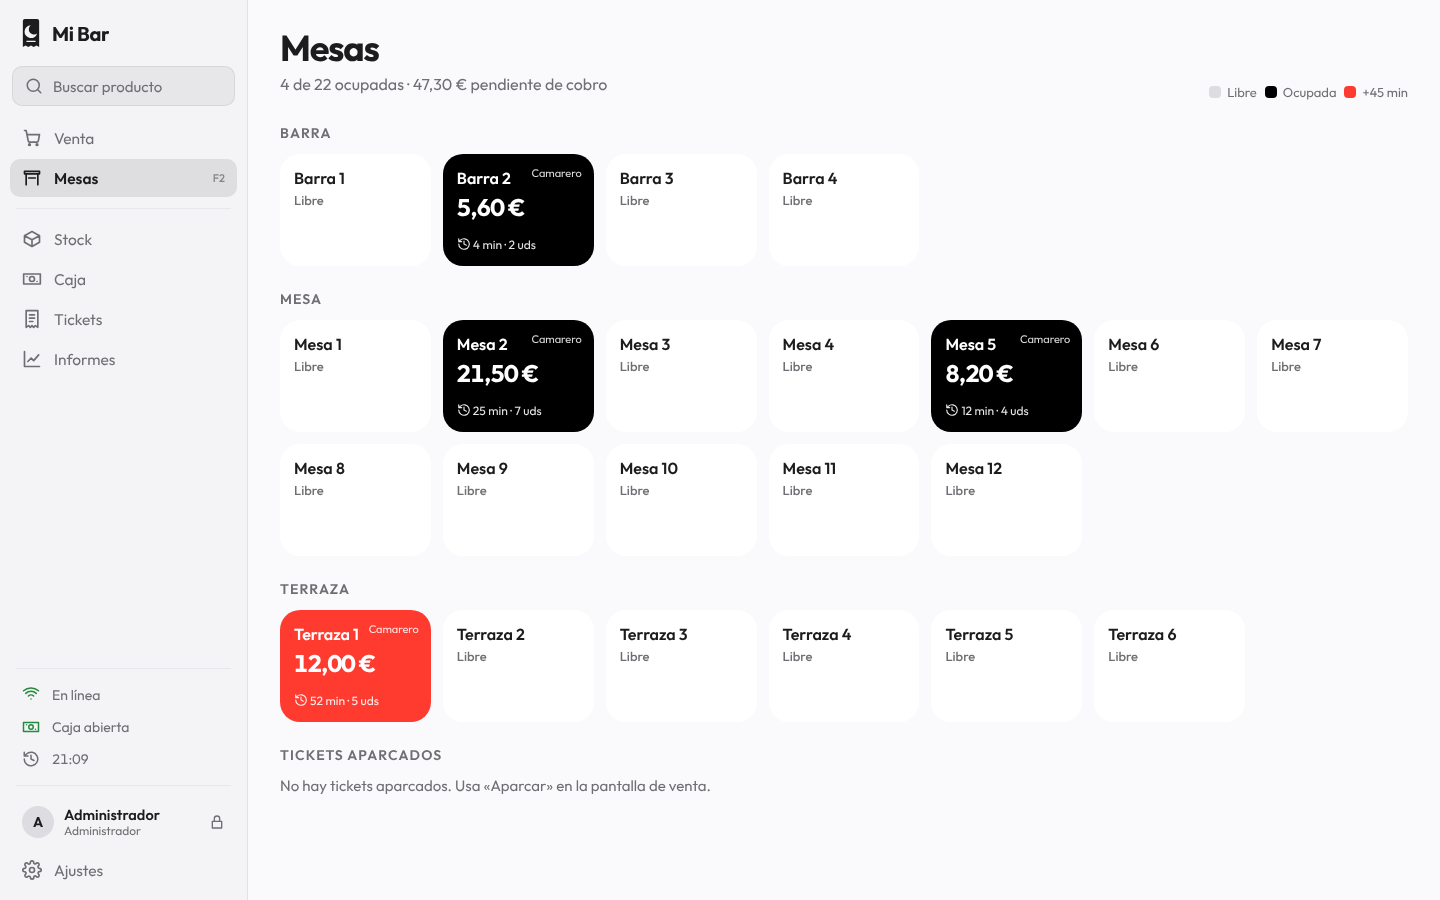 Mi Bar
Buscar producto
Venta
Mesas F2
Stock
Caja
Tickets
Informes
En línea
Caja abierta
21:09
A Administrador
Administrador
Ajustes
Mesas
4 de 22 ocupadas · 47,30 € pendiente de cobro
Libre Ocupada +45 min
BARRA
Barra 1
Libre
Barra 2 Camarero
5,60 €
4 min · 2 uds
Barra 3
Libre
Barra 4
Libre
MESA
Mesa 1
Libre
Mesa 2 Camarero
21,50 €
25 min · 7 uds
Mesa 3
Libre
Mesa 4
Libre
Mesa 5 Camarero
8,20 €
12 min · 4 uds
Mesa 6
Libre
Mesa 7
Libre
Mesa 8
Libre
Mesa 9
Libre
Mesa 10
Libre
Mesa 11
Libre
Mesa 12
Libre
TERRAZA
Terraza 1 Camarero
12,00 €
52 min · 5 uds
Terraza 2
Libre
Terraza 3
Libre
Terraza 4
Libre
Terraza 5
Libre
Terraza 6
Libre
TICKETS APARCADOS
No hay tickets aparcados. Usa «Aparcar» en la pantalla de venta.